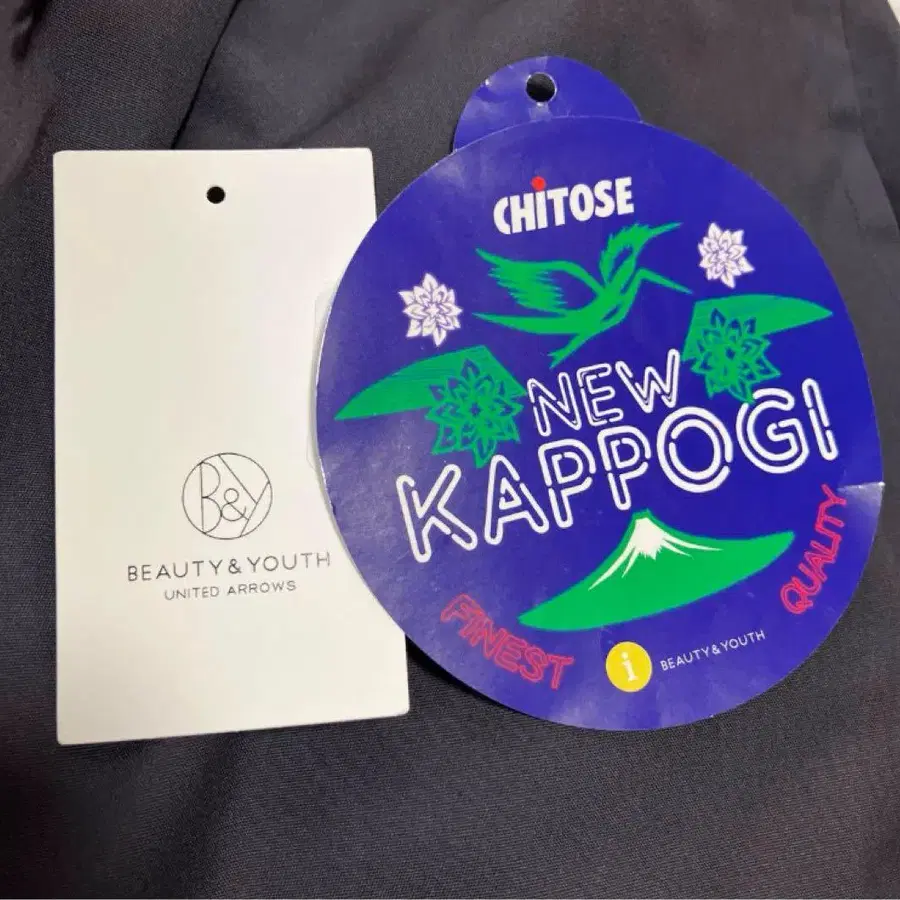 B&Y
BEAUTY & YOUTH
UNITED ARROWS
CHITOSE
NEW
KAPPOGI
FINEST
QUALITY
i
BEAUTY & YOUTH